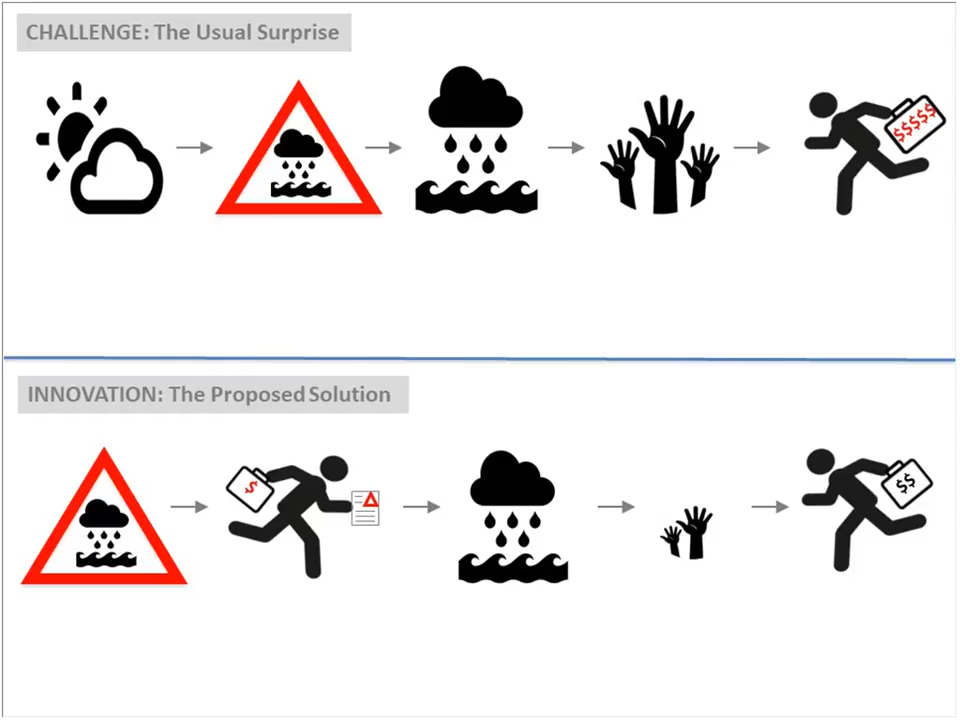 CHALLENGE: The Usual Surprise
$$$$$
INNOVATION: The Proposed Solution
$
$$